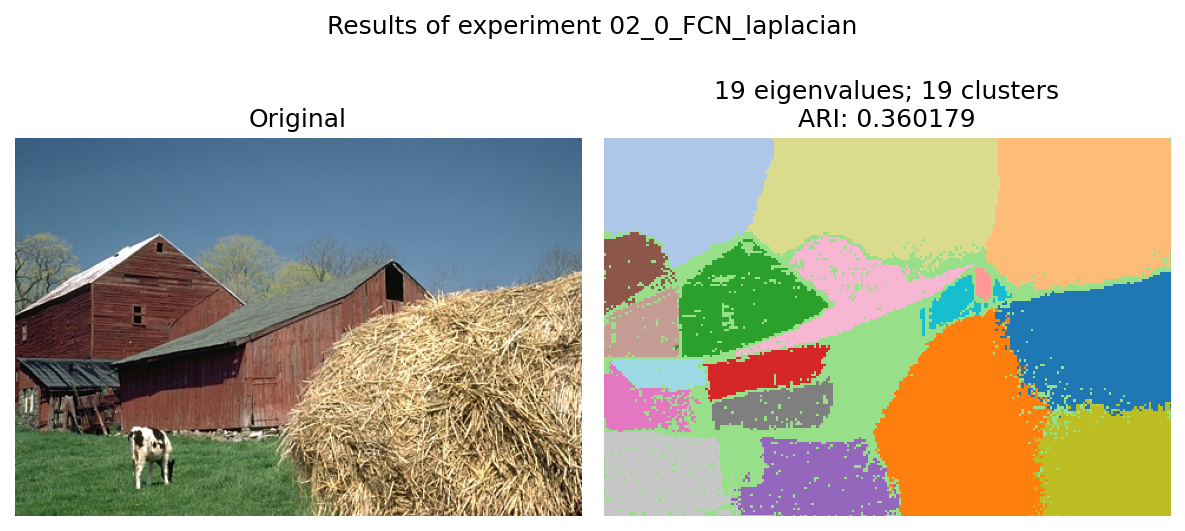 Results of experiment 02_0_FCN_laplacian
Original
19 eigenvalues; 19 clusters
ARI: 0.360179